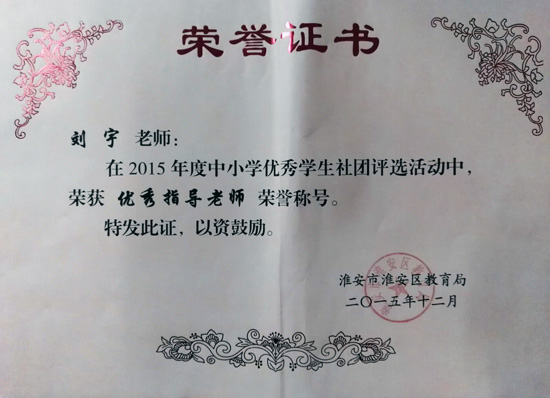 荣誉证书
刘宇 老师：
在2015年度中小学优秀学生社团评选活动中，
荣获 优秀指导老师 荣誉称号。
特发此证，以资鼓励。
淮安市淮安区教育局
二〇一五年十二月